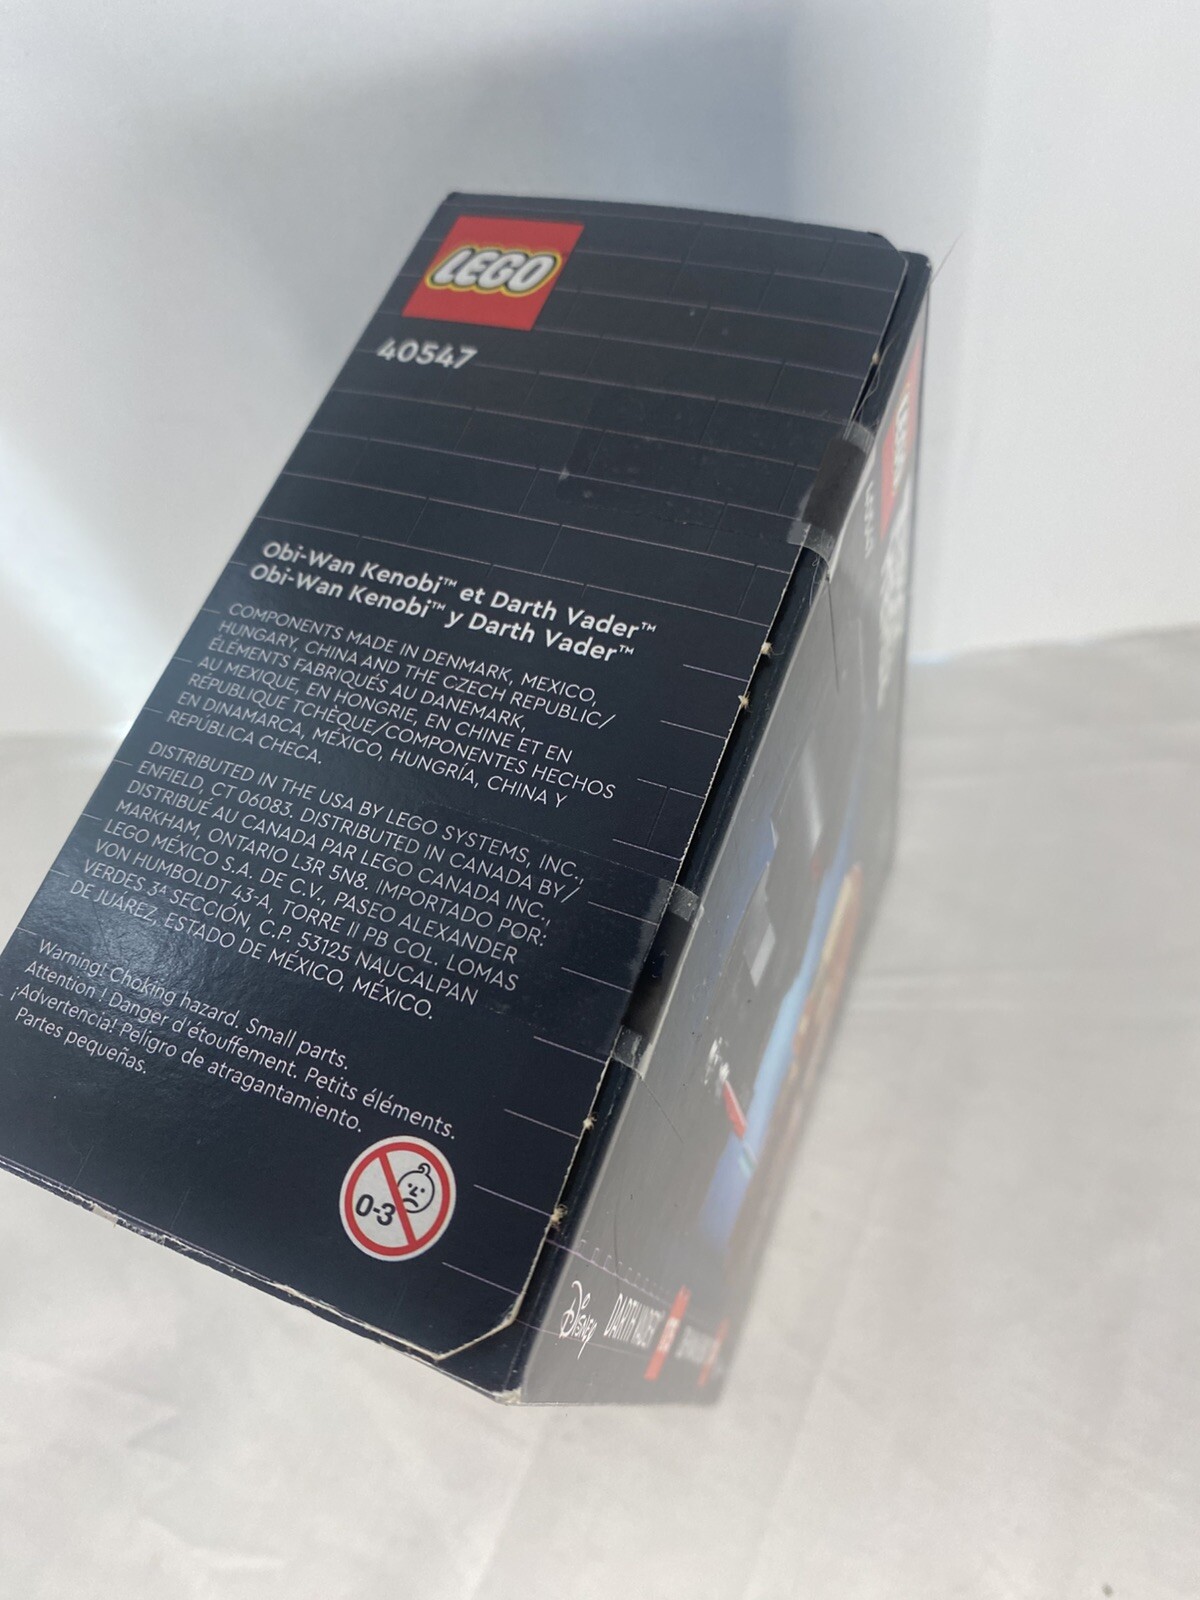 LEGO
40547
Obi-Wan Kenobi™ et Darth Vader™
Obi-Wan Kenobi™ y Darth Vader™
COMPONENTS MADE IN DENMARK, MEXICO,
HUNGARY, CHINA AND THE CZECH REPUBLIC/
ÉLÉMENTS FABRIQUÉS AU DANEMARK,
AU MEXIQUE, EN HONGRIE, EN CHINE ET EN
RÉPUBLIQUE TCHÈQUE/COMPONENTES HECHOS
EN DINAMARCA, MÉXICO, HUNGRÍA, CHINA Y
REPÚBLICA CHECA.
DISTRIBUTED IN THE USA BY LEGO SYSTEMS, INC.,
ENFIELD, CT 06083. DISTRIBUTED IN CANADA BY/
DISTRIBUÉ AU CANADA PAR LEGO CANADA INC.,
MARKHAM, ONTARIO L3R 5N8. IMPORTADO POR:
LEGO MÉXICO S.A. DE C.V., PASEO ALEXANDER
VON HUMBOLDT 43-A, TORRE II PB COL. LOMAS
VERDES 3ᴬ SECCIÓN, C.P. 53125 NAUCALPAN
DE JUÁREZ, ESTADO DE MÉXICO, MÉXICO.
Warning! Choking hazard. Small parts.
Attention ! Danger d'étouffement. Petits éléments.
¡Advertencia! Peligro de atragantamiento.
Partes pequeñas.
0-3
Disney DARTH VADER